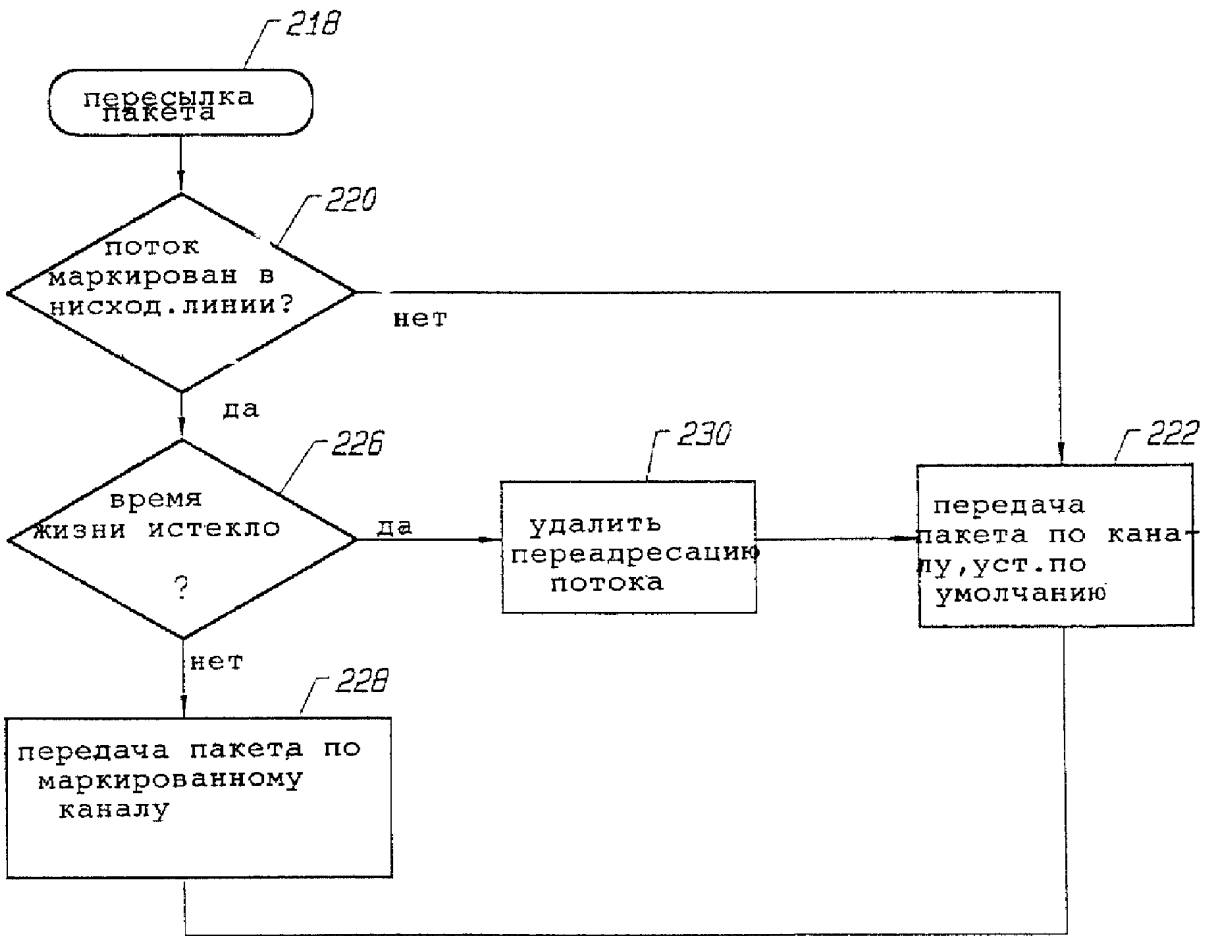 218
пересылка
пакета
220
поток
маркирован в
нисход.линии?
нет
да
226
время
жизни истекло
?
да
230
удалить
переадресацию
потока
222
передача
пакета по кана-
лу,уст.по
умолчанию
нет
228
передача пакета по
маркированному
каналу